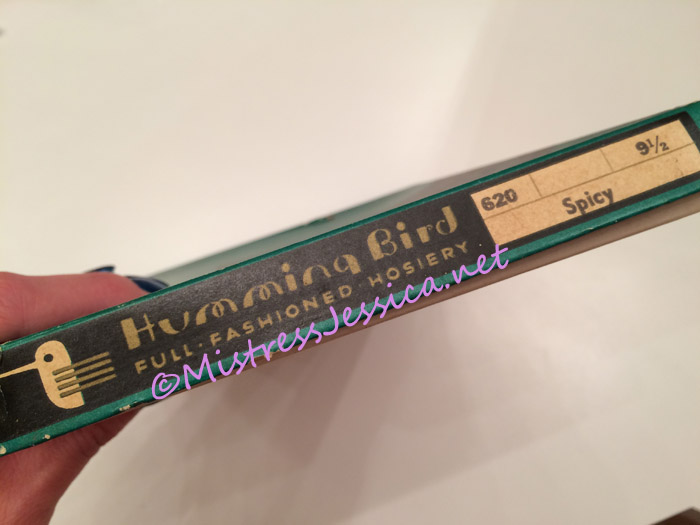 Humming Bird
FULL-FASHIONED HOSIERY
620 9½
Spicy
©MistressJessica.net